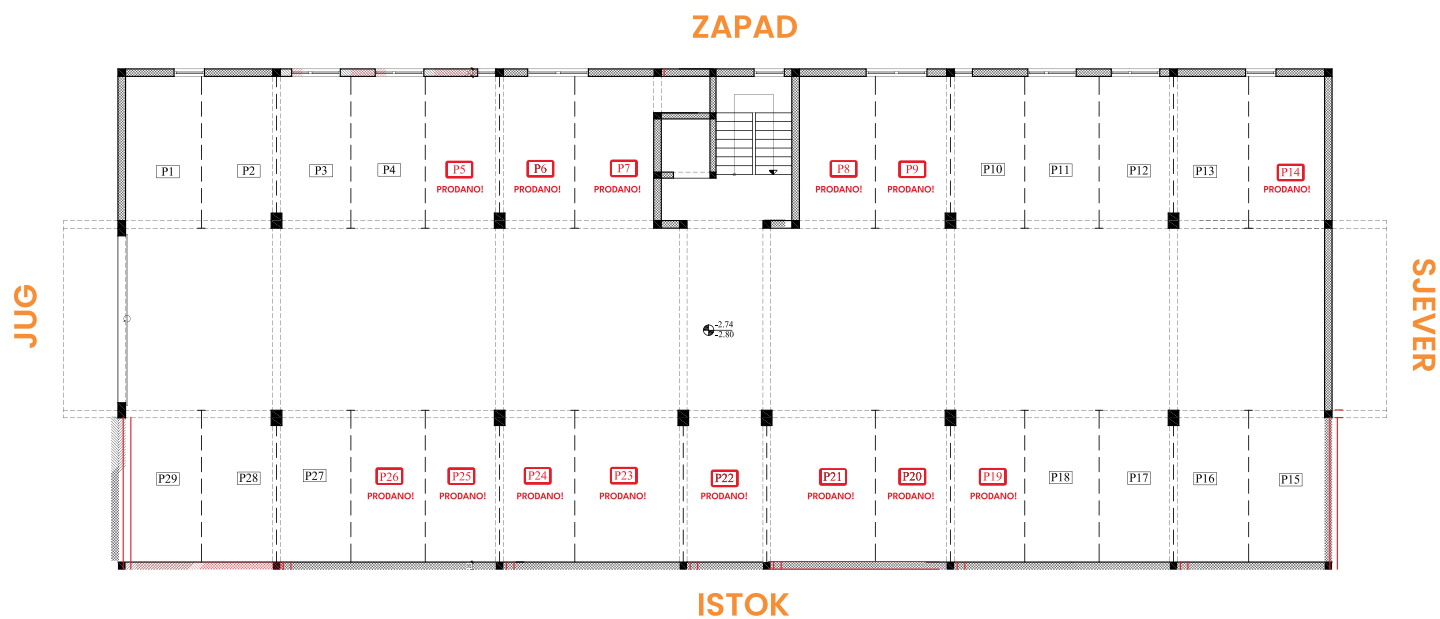 ZAPAD
P1 P2 P3 P4 P5 P6 P7 P8 P9 P10 P11 P12 P13 P14
PRODANO! PRODANO! PRODANO! PRODANO! PRODANO! PRODANO!
JUG
SJEVER
-2.74
-2.80
P29 P28 P27 P26 P25 P24 P23 P22 P21 P20 P19 P18 P17 P16 P15
PRODANO! PRODANO! PRODANO! PRODANO! PRODANO! PRODANO! PRODANO! PRODANO!
ISTOK